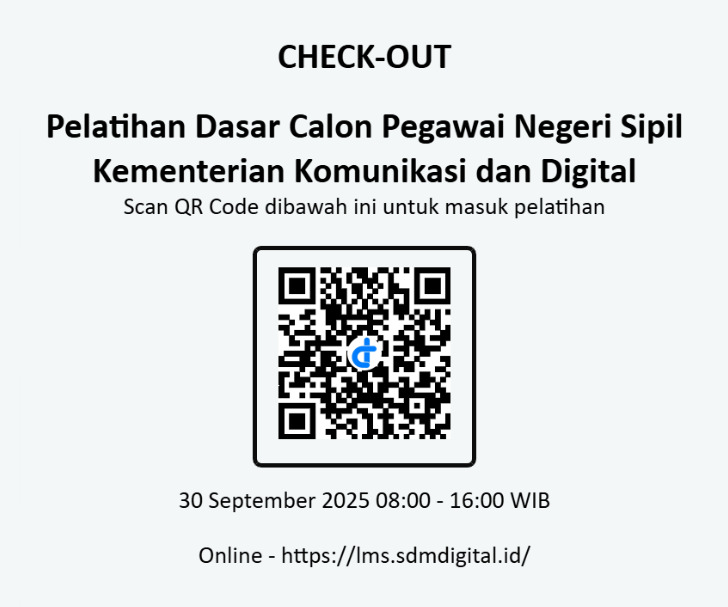 CHECK-OUT
Pelatihan Dasar Calon Pegawai Negeri Sipil
Kementerian Komunikasi dan Digital
Scan QR Code dibawah ini untuk masuk pelatihan
30 September 2025 08:00 - 16:00 WIB
Online - https://lms.sdmdigital.id/